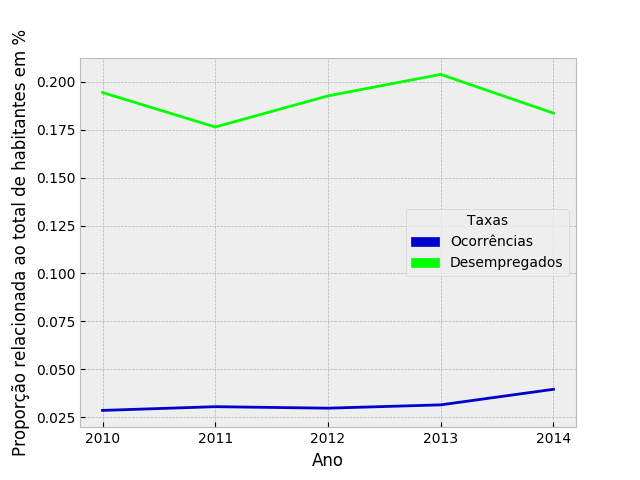 Proporção relacionada ao total de habitantes em %
0.200
0.175
0.150
0.125
0.100
0.075
0.050
0.025
Taxas
Ocorrências
Desempregados
2010 2011 2012 2013 2014
Ano